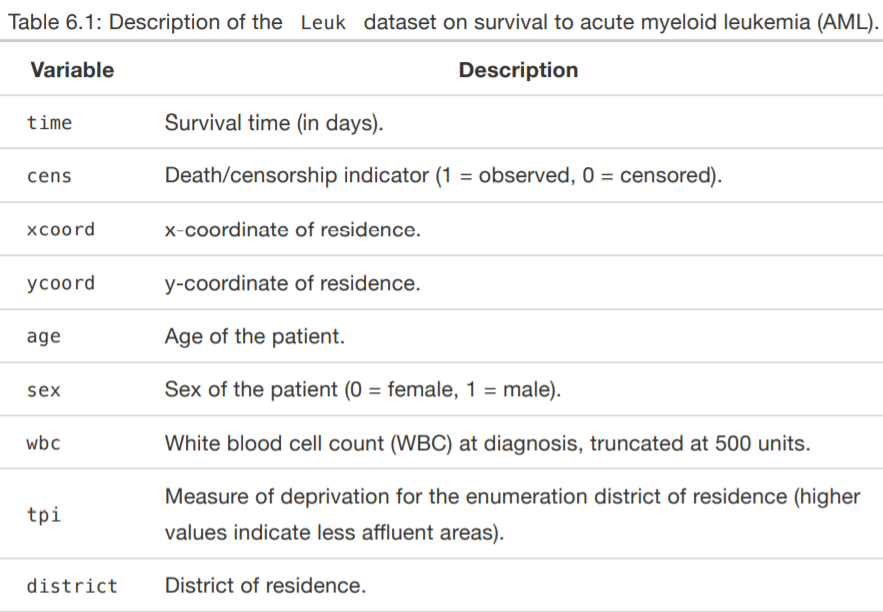 Table 6.1: Description of the Leuk dataset on survival to acute myeloid leukemia (AML).
Variable Description
time Survival time (in days).
cens Death/censorship indicator (1 = observed, 0 = censored).
xcoord x-coordinate of residence.
ycoord y-coordinate of residence.
age Age of the patient.
sex Sex of the patient (0 = female, 1 = male).
wbc White blood cell count (WBC) at diagnosis, truncated at 500 units.
tpi Measure of deprivation for the enumeration district of residence (higher
values indicate less affluent areas).
district District of residence.